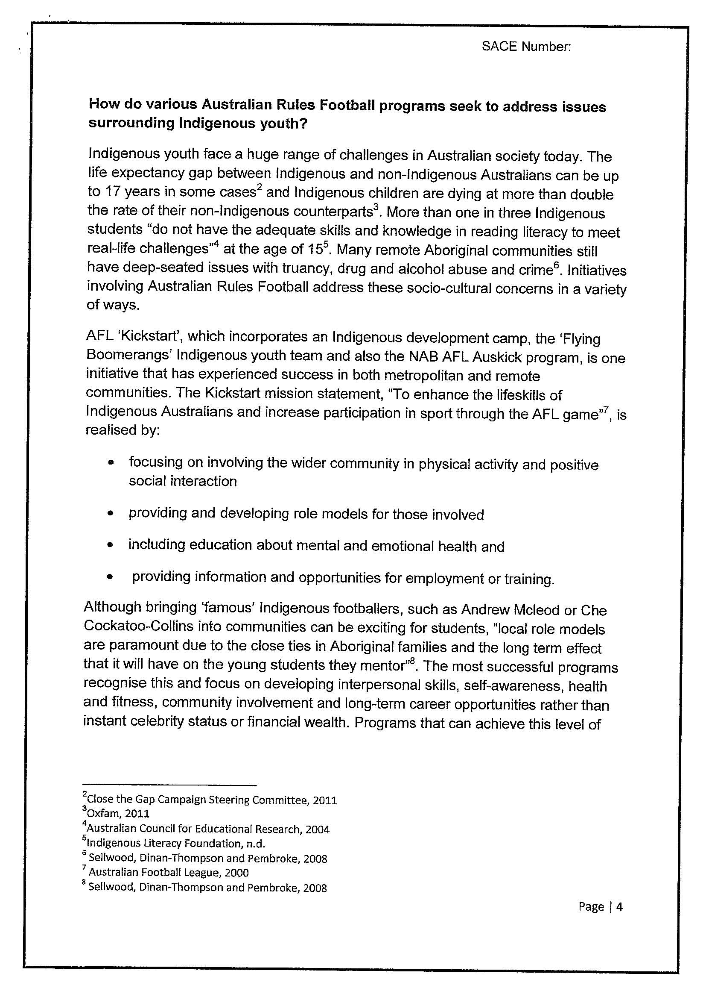 SACE Number:
How do various Australian Rules Football programs seek to address issues
surrounding Indigenous youth?
Indigenous youth face a huge range of challenges in Australian society today. The
life expectancy gap between Indigenous and non-Indigenous Australians can be up
to 17 years in some cases² and Indigenous children are dying at more than double
the rate of their non-Indigenous counterparts³. More than one in three Indigenous
students “do not have the adequate skills and knowledge in reading literacy to meet
real-life challenges”⁴ at the age of 15⁵. Many remote Aboriginal communities still
have deep-seated issues with truancy, drug and alcohol abuse and crime⁶. Initiatives
involving Australian Rules Football address these socio-cultural concerns in a variety
of ways.
AFL ‘Kickstart’, which incorporates an Indigenous development camp, the ‘Flying
Boomerangs’ Indigenous youth team and also the NAB AFL Auskick program, is one
initiative that has experienced success in both metropolitan and remote
communities. The Kickstart mission statement, “To enhance the lifeskills of
Indigenous Australians and increase participation in sport through the AFL game”⁷, is
realised by:
• focusing on involving the wider community in physical activity and positive
social interaction
• providing and developing role models for those involved
• including education about mental and emotional health and
• providing information and opportunities for employment or training.
Although bringing ‘famous’ Indigenous footballers, such as Andrew Mcleod or Che
Cockatoo-Collins into communities can be exciting for students, “local role models
are paramount due to the close ties in Aboriginal families and the long term effect
that it will have on the young students they mentor”⁸. The most successful programs
recognise this and focus on developing interpersonal skills, self-awareness, health
and fitness, community involvement and long-term career opportunities rather than
instant celebrity status or financial wealth. Programs that can achieve this level of
²Close the Gap Campaign Steering Committee, 2011
³Oxfam, 2011
⁴Australian Council for Educational Research, 2004
⁵Indigenous Literacy Foundation, n.d.
⁶ Sellwood, Dinan-Thompson and Pembroke, 2008
⁷ Australian Football League, 2000
⁸ Sellwood, Dinan-Thompson and Pembroke, 2008
Page | 4